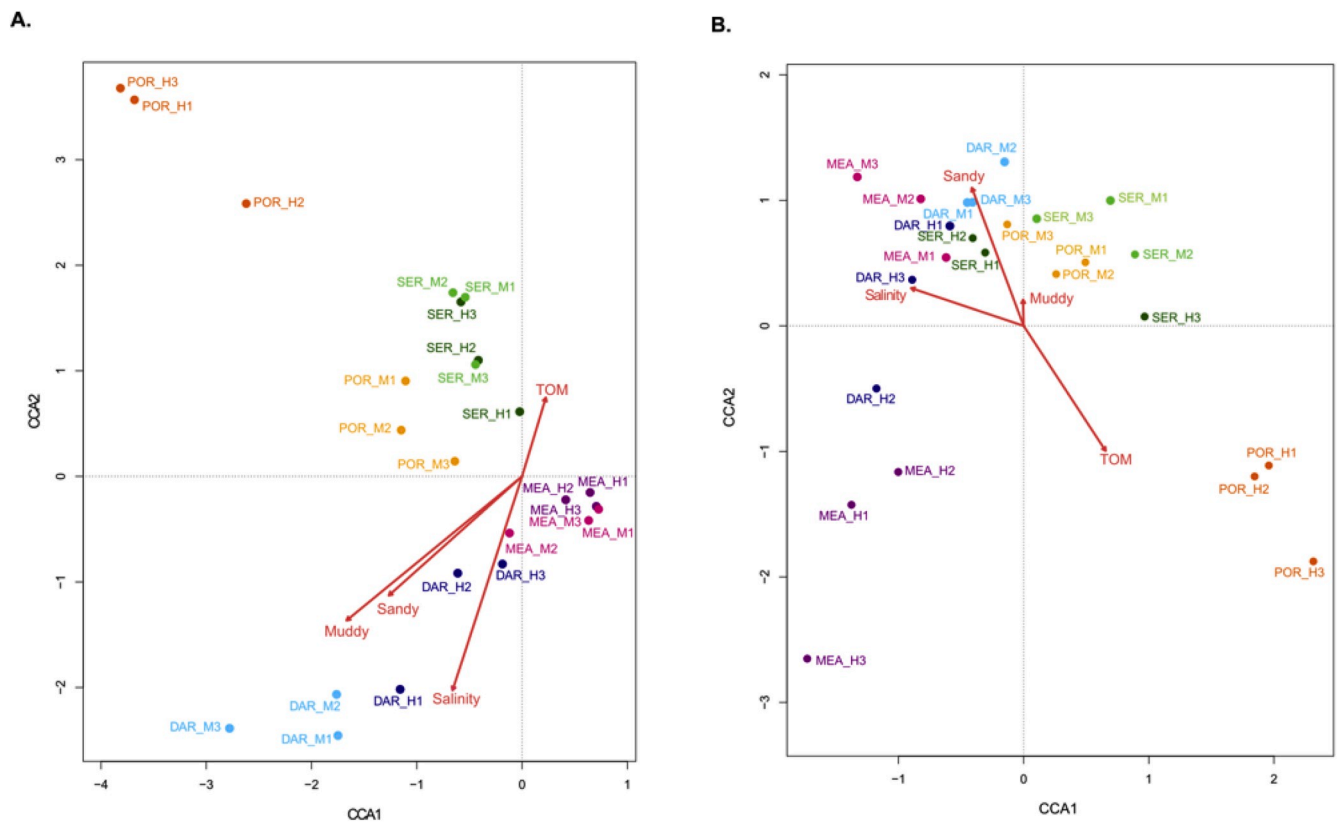 A.
POR_H3
POR_H1
POR_H2
SER_M2
SER_M1
SER_H3
SER_H2
SER_M3
POR_M1
TOM
SER_H1
POR_M2
POR_M3
MEA_H2
MEA_H1
MEA_H3
MEA_M3
MEA_M1
MEA_M2
DAR_H2
DAR_H3
Sandy
Muddy
DAR_H1
Salinity
DAR_M2
DAR_M3
DAR_M1
3
2
1
0
−1
−2
CCA2
−4
−3
−2
−1
0
1
CCA1
B.
DAR_M2
MEA_M3
Sandy
MEA_M2
DAR_M3
DAR_M1
SER_M1
SER_M3
DAR_H1
SER_H2
POR_M3
MEA_M1
SER_H1
POR_M1
SER_M2
DAR_H3
POR_M2
Salinity
Muddy
SER_H3
DAR_H2
TOM
POR_H1
MEA_H2
POR_H2
MEA_H1
POR_H3
MEA_H3
2
1
0
−1
−2
−3
CCA2
−1
0
1
2
CCA1